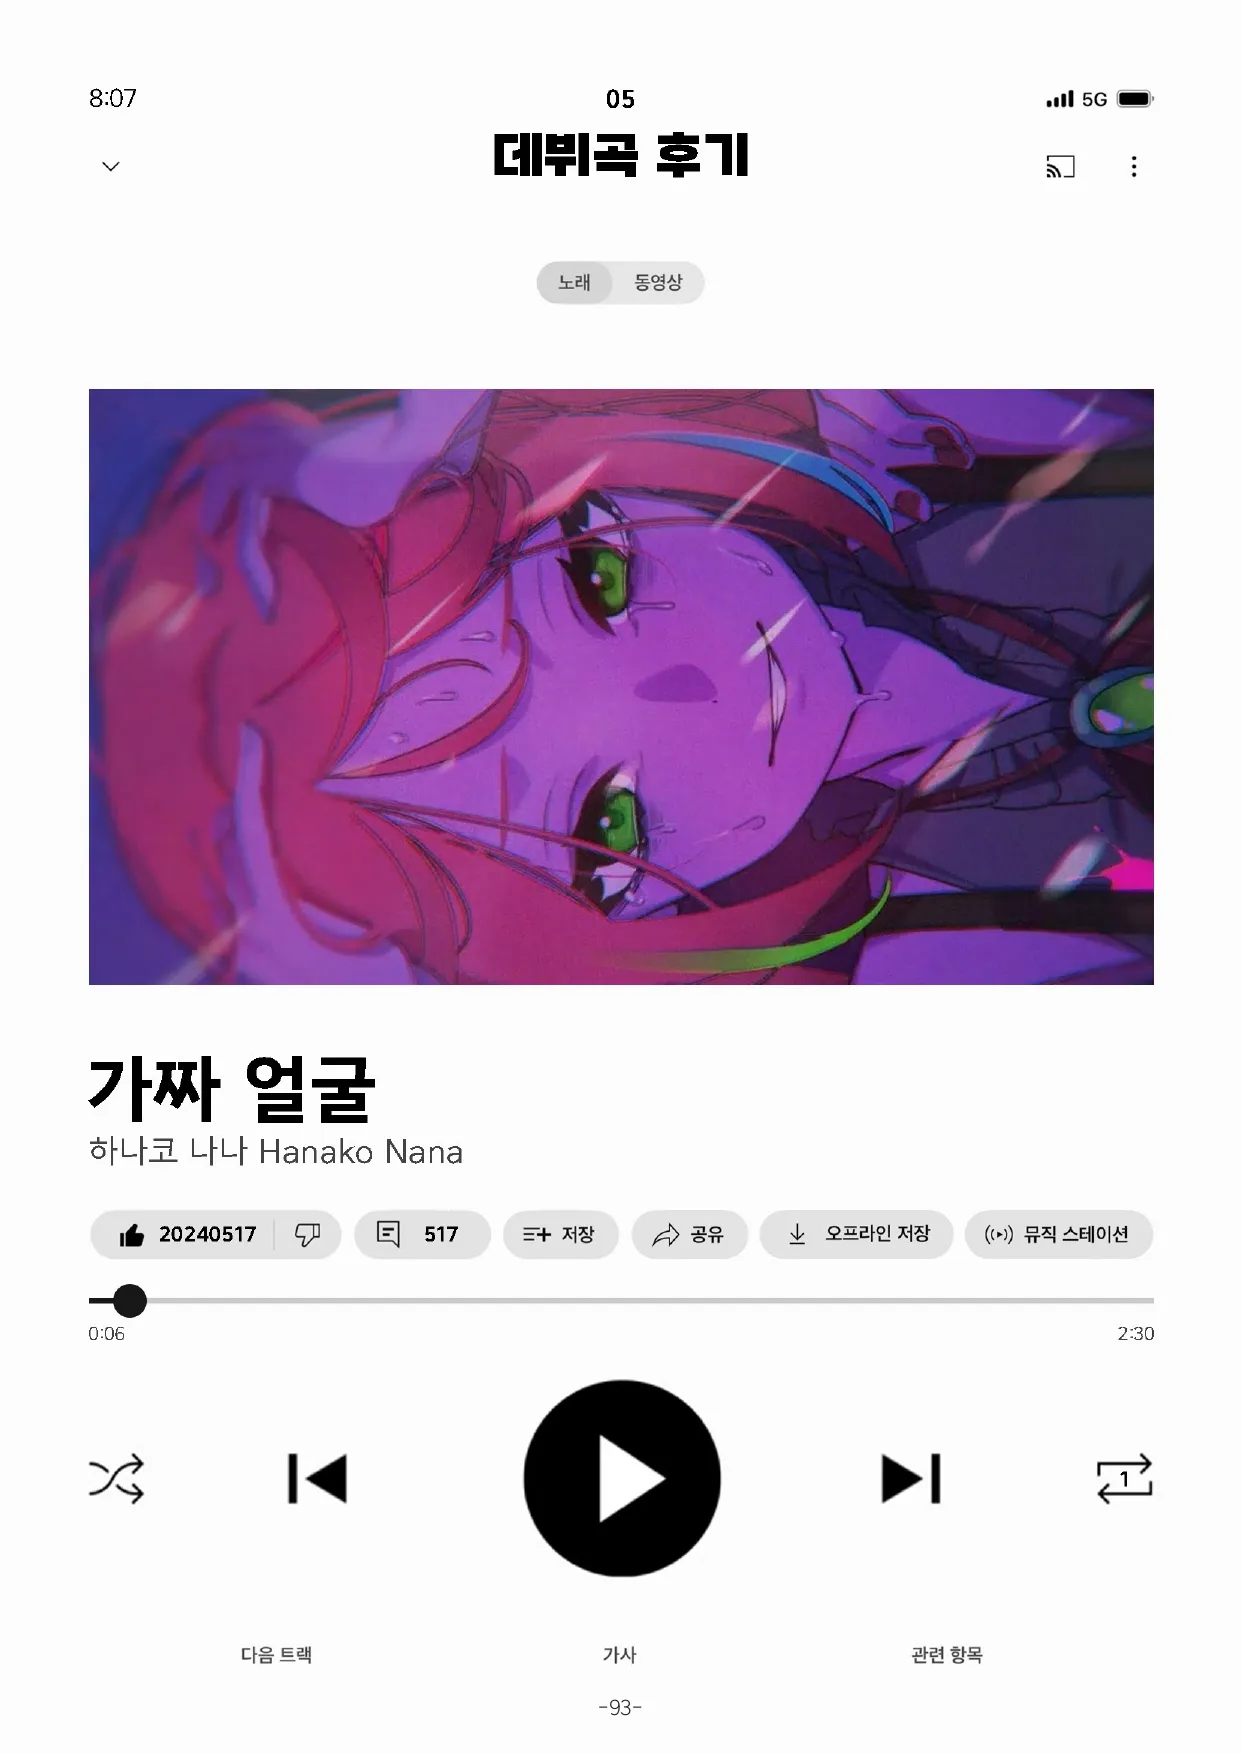 8:07
05
5G
데뷔곡 후기
노래 동영상
가짜 얼굴
하나코 나나 Hanako Nana
20240517 517 저장 공유 오프라인 저장 뮤직 스테이션
0:06 2:30
1
다음 트랙 가사 관련 항목
-93-